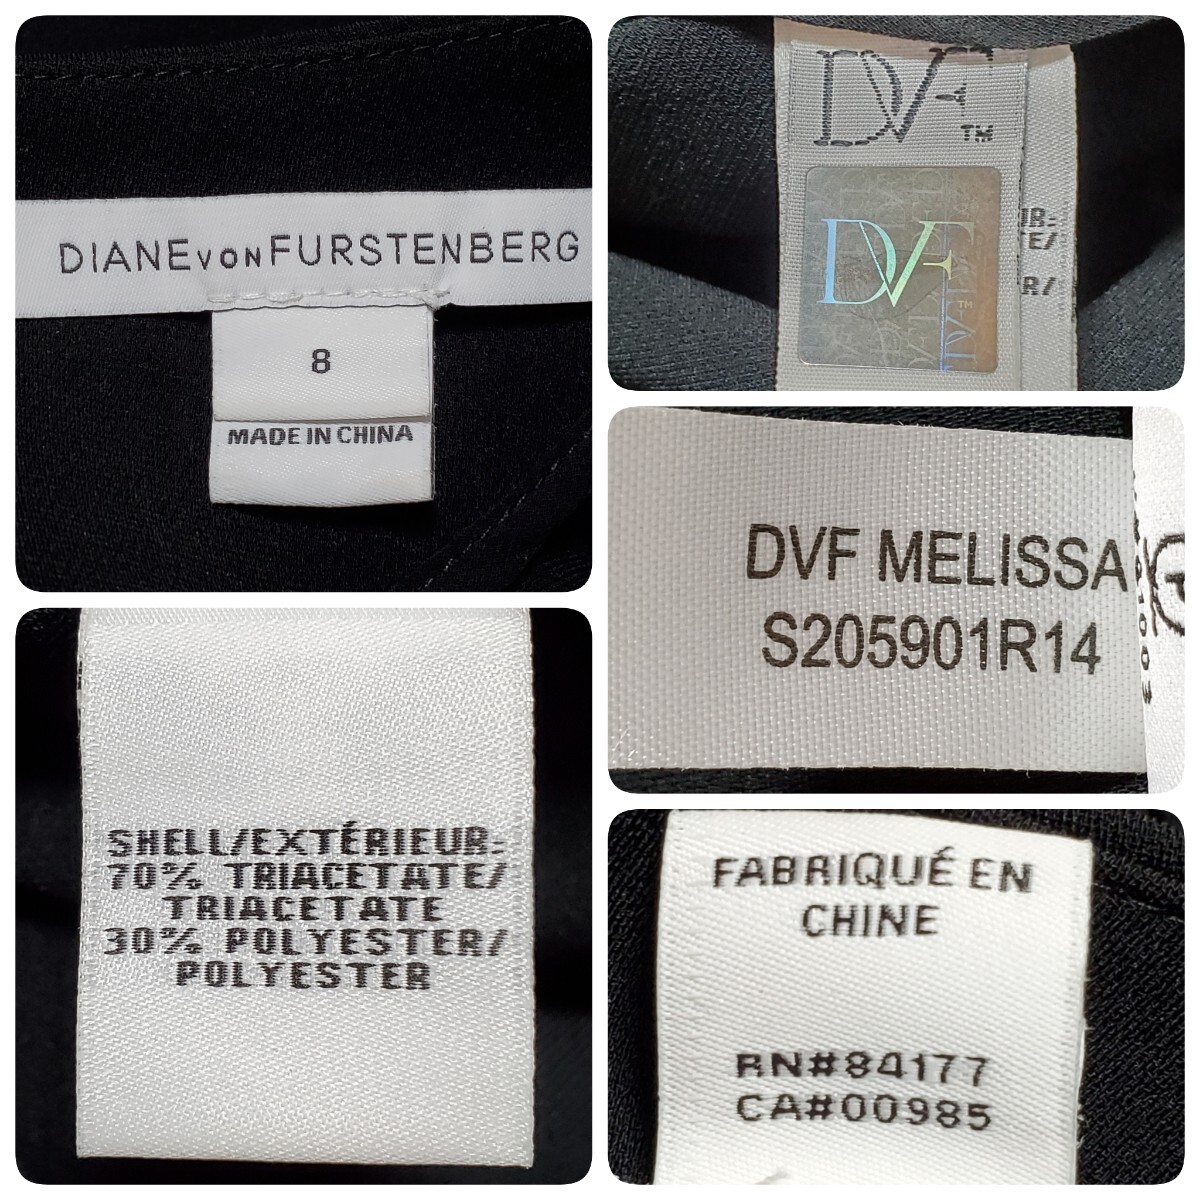 DIANE VON FURSTENBERG
8
MADE IN CHINA
DVF TM
DVF TM
DVF MELISSA
S205901R14
SHELL/EXTÉRIEUR:
70% TRIACETATE/
TRIACETATE
30% POLYESTER/
POLYESTER
FABRIQUÉ EN
CHINE
RN#84177
CA#00985